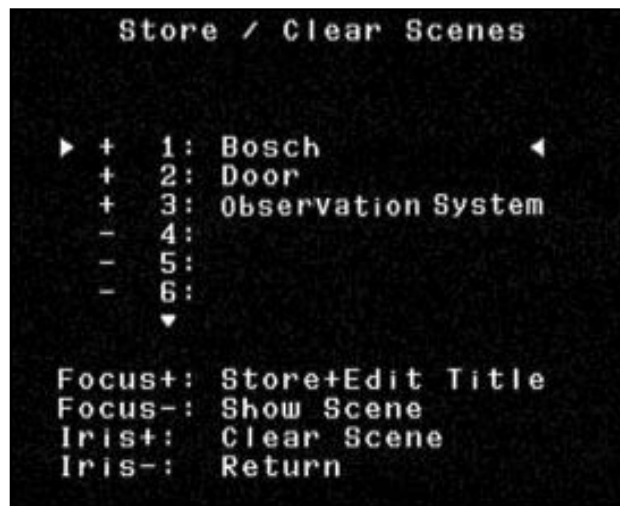 Store / Clear Scenes
+ 1: Bosch
+ 2: Door
+ 3: Observation System
- 4:
- 5:
- 6:
Focus+: Store+Edit Title
Focus-: Show Scene
Iris+: Clear Scene
Iris-: Return